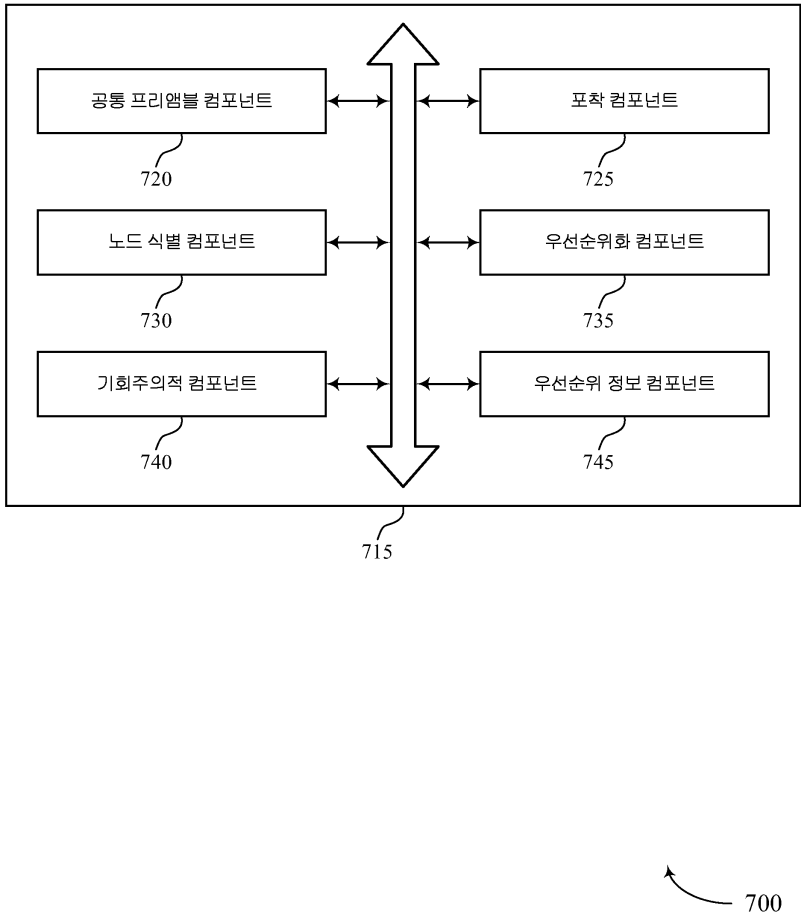 공통 프리앰블 컴포넌트
720
포착 컴포넌트
725
노드 식별 컴포넌트
730
우선순위화 컴포넌트
735
기회주의적 컴포넌트
740
우선순위 정보 컴포넌트
745
715
700